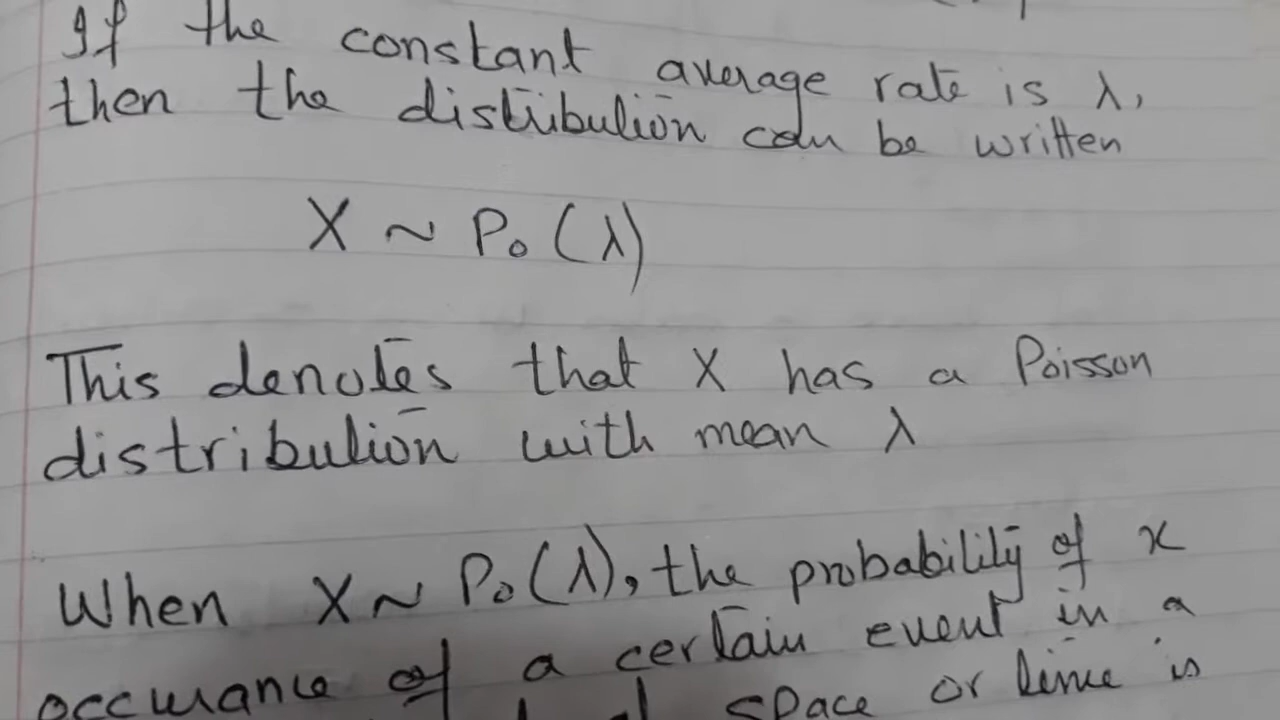 If the constant average rate is λ,
then the distribution can be written
X ~ Po(λ)
This denotes that X has a Poisson
distribution with mean λ
When X ~ Po(λ), the probability of x
occurance of a certain event in a
space or time is